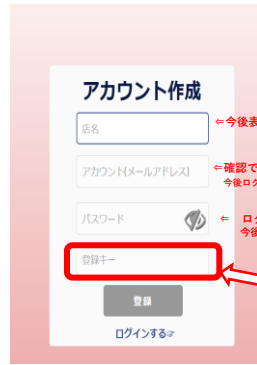 アカウント作成
店名
⇐今後表
アカウント(メールアドレス)
⇐確認で
今後ログ
パスワード
⇐ ログ
今後
登録キー
登録
ログインする☞